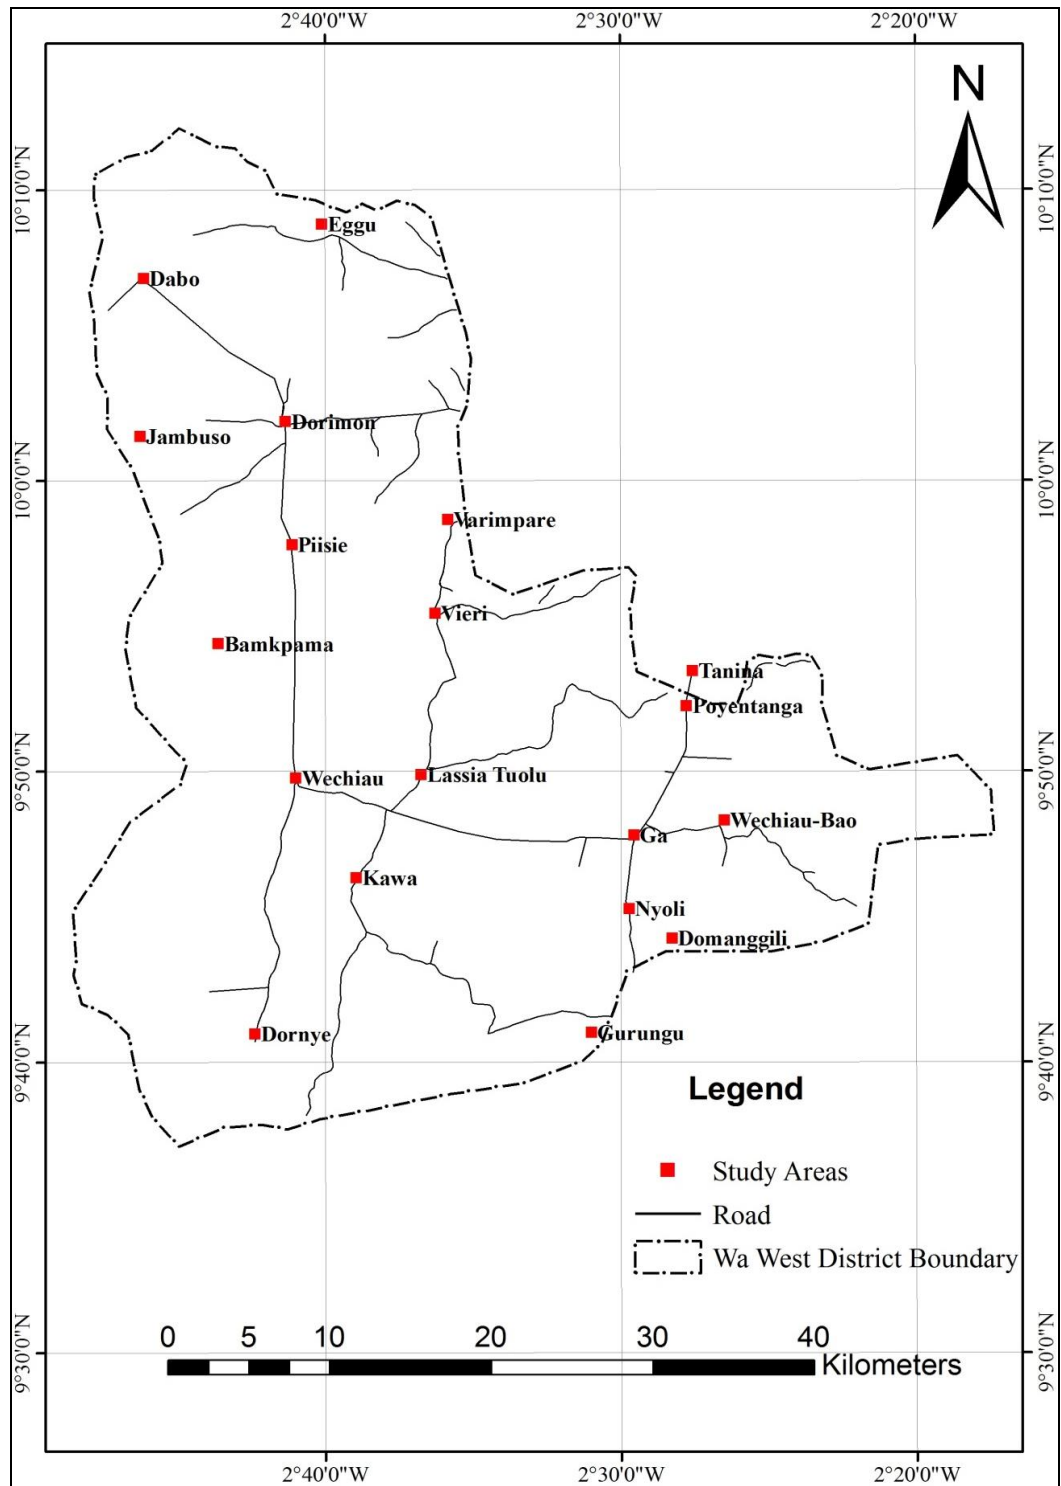 2°40'0"W 2°30'0"W 2°20'0"W
N
10°10'0"N 10°10'0"N
Eggu
Dabo
Dorimon
Jambuso
10°0'0"N 10°0'0"N
Varimpare
Piisie
Vieri
Bamkpama
Tanina
Poyentanga
9°50'0"N 9°50'0"N
Wechiau
Lassia Tuolu
Wechiau-Bao
Ga
Kawa
Nyoli
Domanggili
Dornye
Gurungu
9°40'0"N 9°40'0"N
Legend
Study Areas
Road
Wa West District Boundary
0 5 10 20 30 40
Kilometers
9°30'0"N 9°30'0"N
2°40'0"W 2°30'0"W 2°20'0"W